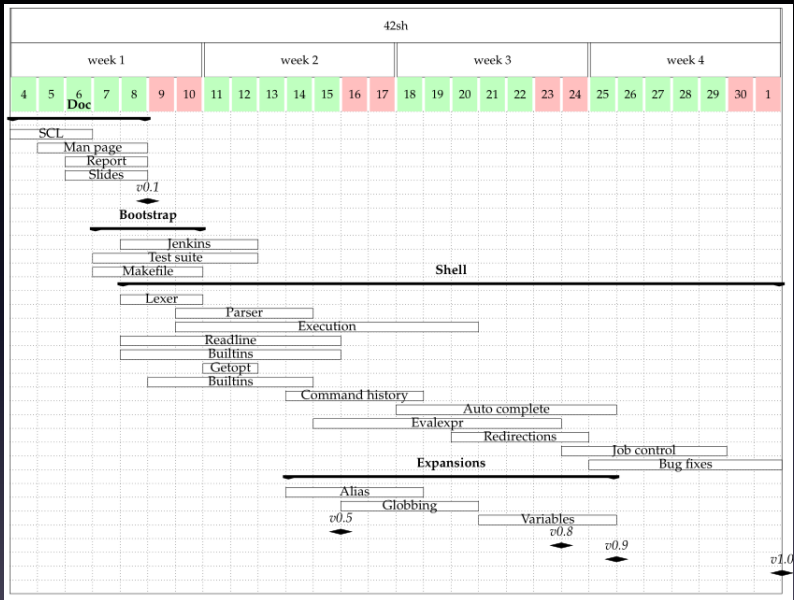 42sh
week 1 week 2 week 3 week 4
4 5 6 7 8 9 10 11 12 13 14 15 16 17 18 19 20 21 22 23 24 25 26 27 28 29 30 1
Doc
SCL
Man page
Report
Slides
v0.1
Bootstrap
Jenkins
Test suite
Makefile
Shell
Lexer
Parser
Execution
Readline
Builtins
Getopt
Builtins
Command history
Auto complete
Evalexpr
Redirections
Job control
Bug fixes
Expansions
Alias
Globbing
Variables
v0.5
v0.8
v0.9
v1.0